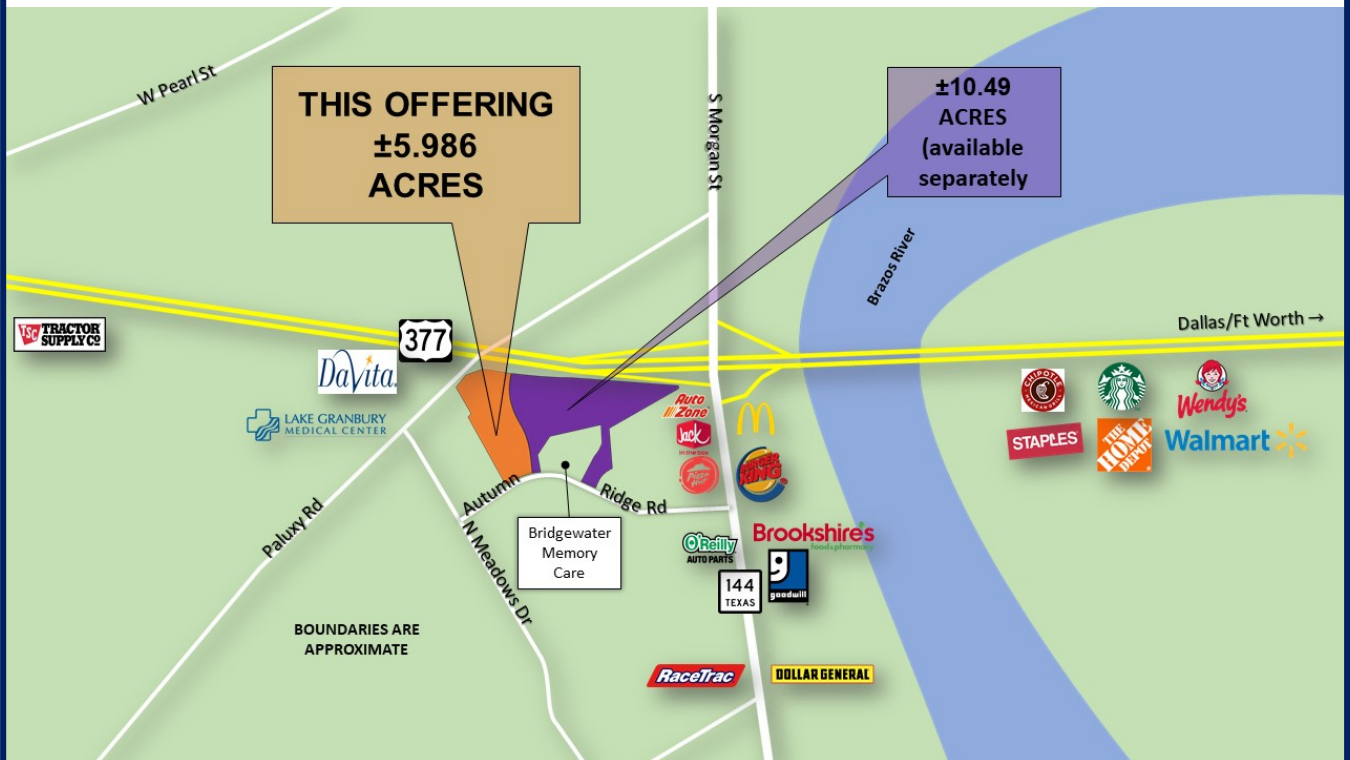 W Pearl St
THIS OFFERING
±5.986
ACRES
S Morgan St
±10.49
ACRES
(available
separately
Brazos River
Dallas/Ft Worth →
TSC TRACTOR
SUPPLY CO
377
DaVita.
LAKE GRANBURY
MEDICAL CENTER
Auto
Zone
Jack
in the box
Pizza
Hut
BURGER
KING
CHIPOTLE
MEXICAN GRILL
Wendy's
STAPLES
THE
HOME
DEPOT
Walmart
Autumn
Ridge Rd
Paluxy Rd
N Meadows Dr
Bridgewater
Memory
Care
O'Reilly
AUTO PARTS
Brookshire's
food & pharmacy
144
TEXAS
g
goodwill
BOUNDARIES ARE
APPROXIMATE
RaceTrac
DOLLAR GENERAL